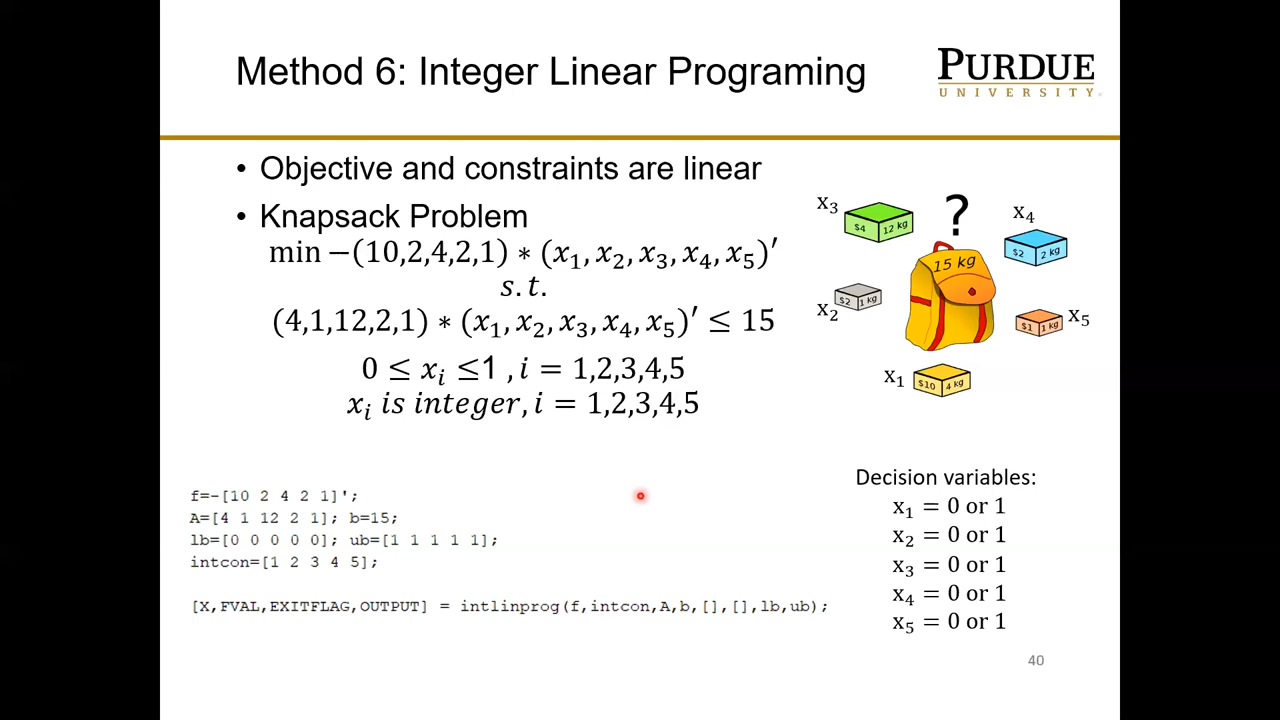 Method 6: Integer Linear Programing
PURDUE
UNIVERSITY
• Objective and constraints are linear
• Knapsack Problem
min −(10,2,4,2,1) ∗ (x₁, x₂, x₃, x₄, x₅)′
s.t.
(4,1,12,2,1) ∗ (x₁, x₂, x₃, x₄, x₅)′ ≤ 15
0 ≤ xᵢ ≤1 , i = 1,2,3,4,5
xᵢ is integer, i = 1,2,3,4,5
x₃
$4 12 kg
?
x₄
$2 2 kg
15 kg
x₂
$2 1 kg
x₅
$1 1 kg
x₁
$10 4 kg
f=-[10 2 4 2 1]';
A=[4 1 12 2 1]; b=15;
lb=[0 0 0 0 0]; ub=[1 1 1 1 1];
intcon=[1 2 3 4 5];
[X,FVAL,EXITFLAG,OUTPUT] = intlinprog(f,intcon,A,b,[],[],lb,ub);
Decision variables:
x₁ = 0 or 1
x₂ = 0 or 1
x₃ = 0 or 1
x₄ = 0 or 1
x₅ = 0 or 1
40